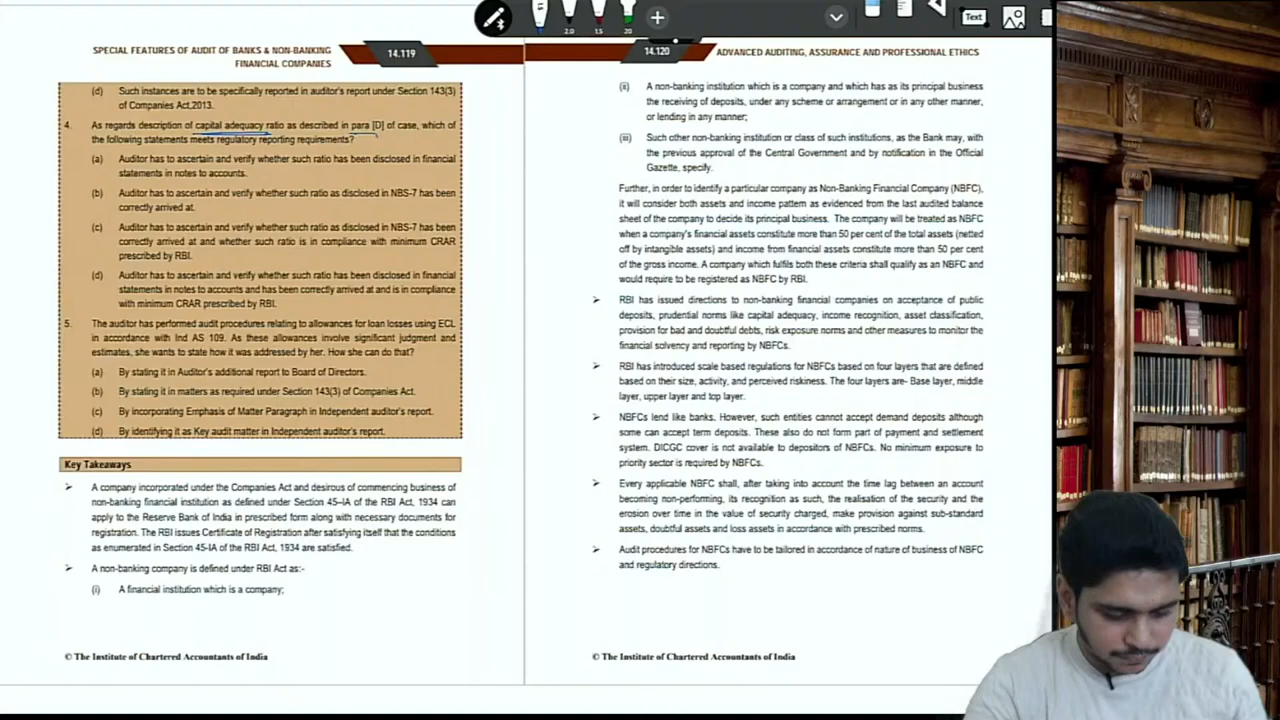 2.0
1.5
20
Text
SPECIAL FEATURES OF AUDIT OF BANKS & NON-BANKING
FINANCIAL COMPANIES
14.119
(d) Such instances are to be specifically reported in auditor's report under Section 143(3)
of Companies Act,2013.
4. As regards description of capital adequacy ratio as described in para [D] of case, which of
the following statements meets regulatory reporting requirements?
(a) Auditor has to ascertain and verify whether such ratio has been disclosed in financial
statements in notes to accounts.
(b) Auditor has to ascertain and verify whether such ratio as disclosed in NBS-7 has been
correctly arrived at.
(c) Auditor has to ascertain and verify whether such ratio as disclosed in NBS-7 has been
correctly arrived at and whether such ratio is in compliance with minimum CRAR
prescribed by RBI.
(d) Auditor has to ascertain and verify whether such ratio has been disclosed in financial
statements in notes to accounts and has been correctly arrived at and is in compliance
with minimum CRAR prescribed by RBI.
5. The auditor has performed audit procedures relating to allowances for loan losses using ECL
in accordance with Ind AS 109. As these allowances involve significant judgment and
estimates, she wants to state how it was addressed by her. How she can do that?
(a) By stating it in Auditor's additional report to Board of Directors.
(b) By stating it in matters as required under Section 143(3) of Companies Act.
(c) By incorporating Emphasis of Matter Paragraph in Independent auditor's report.
(d) By identifying it as Key audit matter in Independent auditor's report.
Key Takeaways
➢ A company incorporated under the Companies Act and desirous of commencing business of
non-banking financial institution as defined under Section 45–IA of the RBI Act, 1934 can
apply to the Reserve Bank of India in prescribed form along with necessary documents for
registration. The RBI issues Certificate of Registration after satisfying itself that the conditions
as enumerated in Section 45-IA of the RBI Act, 1934 are satisfied.
➢ A non-banking company is defined under RBI Act as:-
(i) A financial institution which is a company;
© The Institute of Chartered Accountants of India
14.120
ADVANCED AUDITING, ASSURANCE AND PROFESSIONAL ETHICS
(ii) A non-banking institution which is a company and which has as its principal business
the receiving of deposits, under any scheme or arrangement or in any other manner,
or lending in any manner;
(iii) Such other non-banking institution or class of such institutions, as the Bank may, with
the previous approval of the Central Government and by notification in the Official
Gazette, specify.
Further, in order to identify a particular company as Non-Banking Financial Company (NBFC),
it will consider both assets and income pattern as evidenced from the last audited balance
sheet of the company to decide its principal business. The company will be treated as NBFC
when a company's financial assets constitute more than 50 per cent of the total assets (netted
off by intangible assets) and income from financial assets constitute more than 50 per cent
of the gross income. A company which fulfils both these criteria shall qualify as an NBFC and
would require to be registered as NBFC by RBI.
➢ RBI has issued directions to non-banking financial companies on acceptance of public
deposits, prudential norms like capital adequacy, income recognition, asset classification,
provision for bad and doubtful debts, risk exposure norms and other measures to monitor the
financial solvency and reporting by NBFCs.
➢ RBI has introduced scale based regulations for NBFCs based on four layers that are defined
based on their size, activity, and perceived riskiness. The four layers are- Base layer, middle
layer, upper layer and top layer.
➢ NBFCs lend like banks. However, such entities cannot accept demand deposits although
some can accept term deposits. These also do not form part of payment and settlement
system. DICGC cover is not available to depositors of NBFCs. No minimum exposure to
priority sector is required by NBFCs.
➢ Every applicable NBFC shall, after taking into account the time lag between an account
becoming non-performing, its recognition as such, the realisation of the security and the
erosion over time in the value of security charged, make provision against sub-standard
assets, doubtful assets and loss assets in accordance with prescribed norms.
➢ Audit procedures for NBFCs have to be tailored in accordance of nature of business of NBFC
and regulatory directions.
© The Institute of Chartered Accountants of India